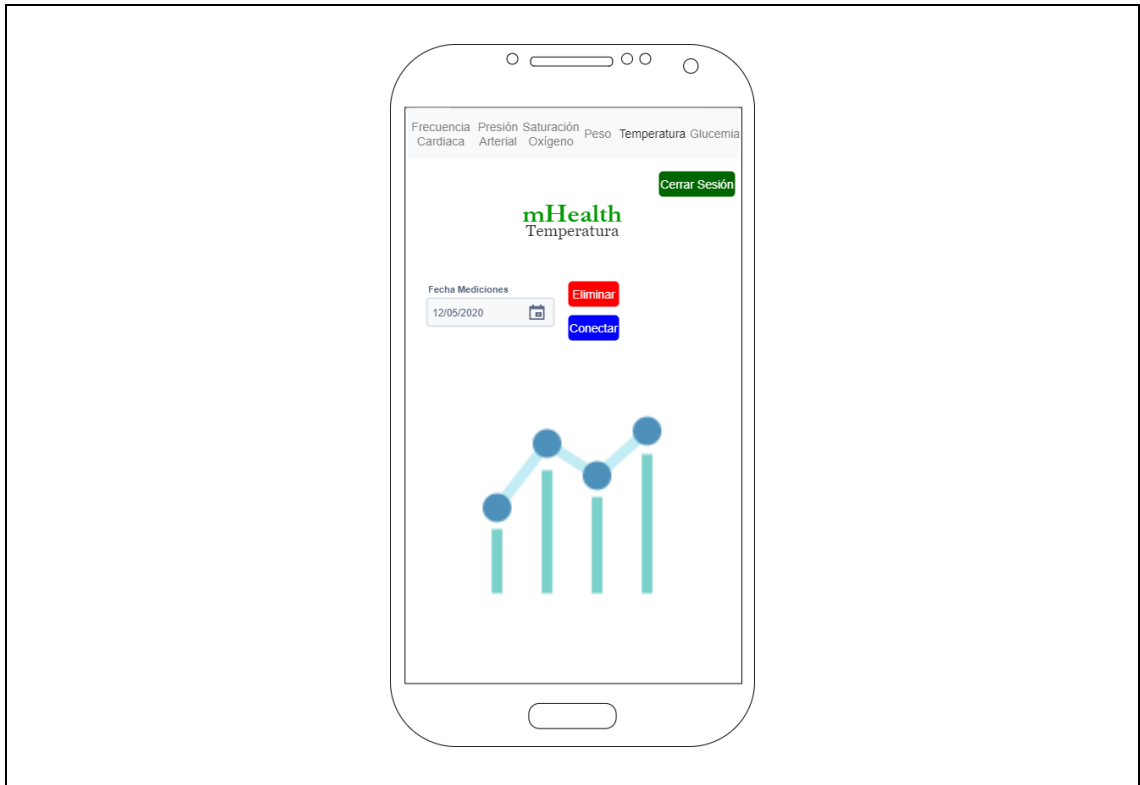 Frecuencia Cardiaca
Presión Arterial
Saturación Oxígeno
Peso
Temperatura
Glucemia
Cerrar Sesión
mHealth
Temperatura
Fecha Mediciones
12/05/2020
Eliminar
Conectar